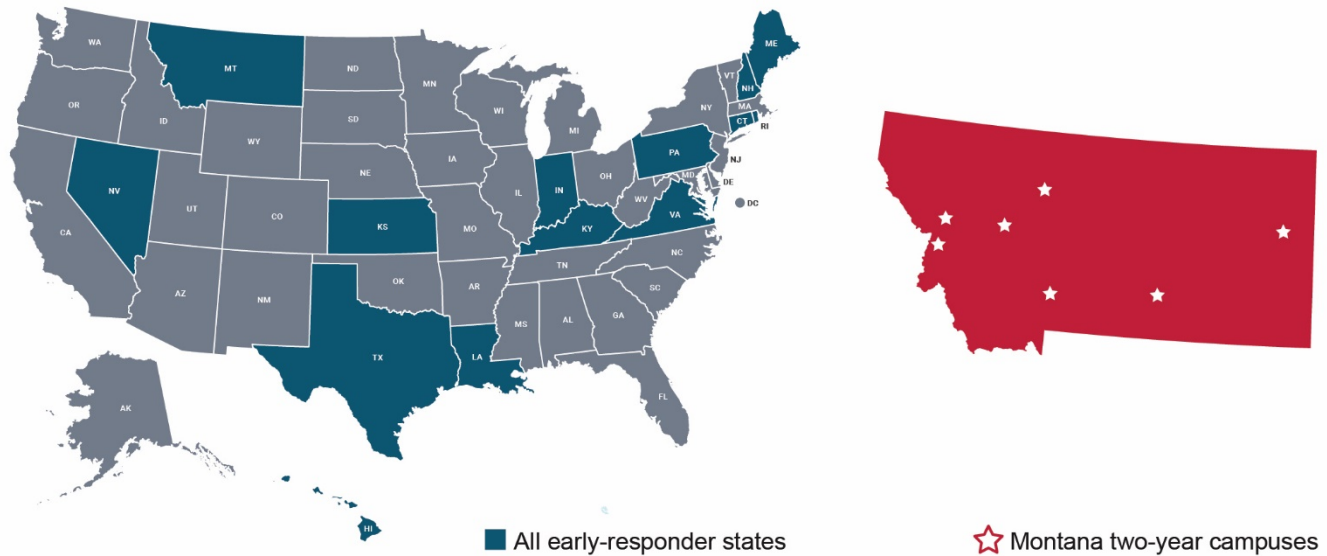 ME
WA
MT
ND
MN
VT
NH
OR
ID
SD
WI
NY
MA
MI
CT
RI
WY
IA
PA
NE
NJ
NV
OH
IL
IN
MD
DE
UT
CO
WV
DC
CA
KS
MO
KY
VA
TN
NC
OK
AZ
NM
AR
SC
MS
AL
GA
TX
LA
FL
AK
HI
All early-responder states
Montana two-year campuses